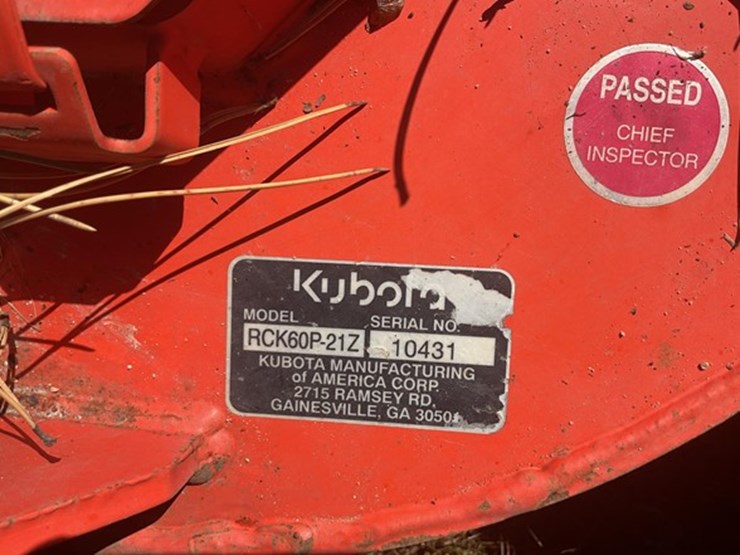 PASSED
CHIEF
INSPECTOR
Kubota
MODEL SERIAL NO.
RCK60P-21Z 10431
KUBOTA MANUFACTURING
of AMERICA CORP.
2715 RAMSEY RD.
GAINESVILLE, GA